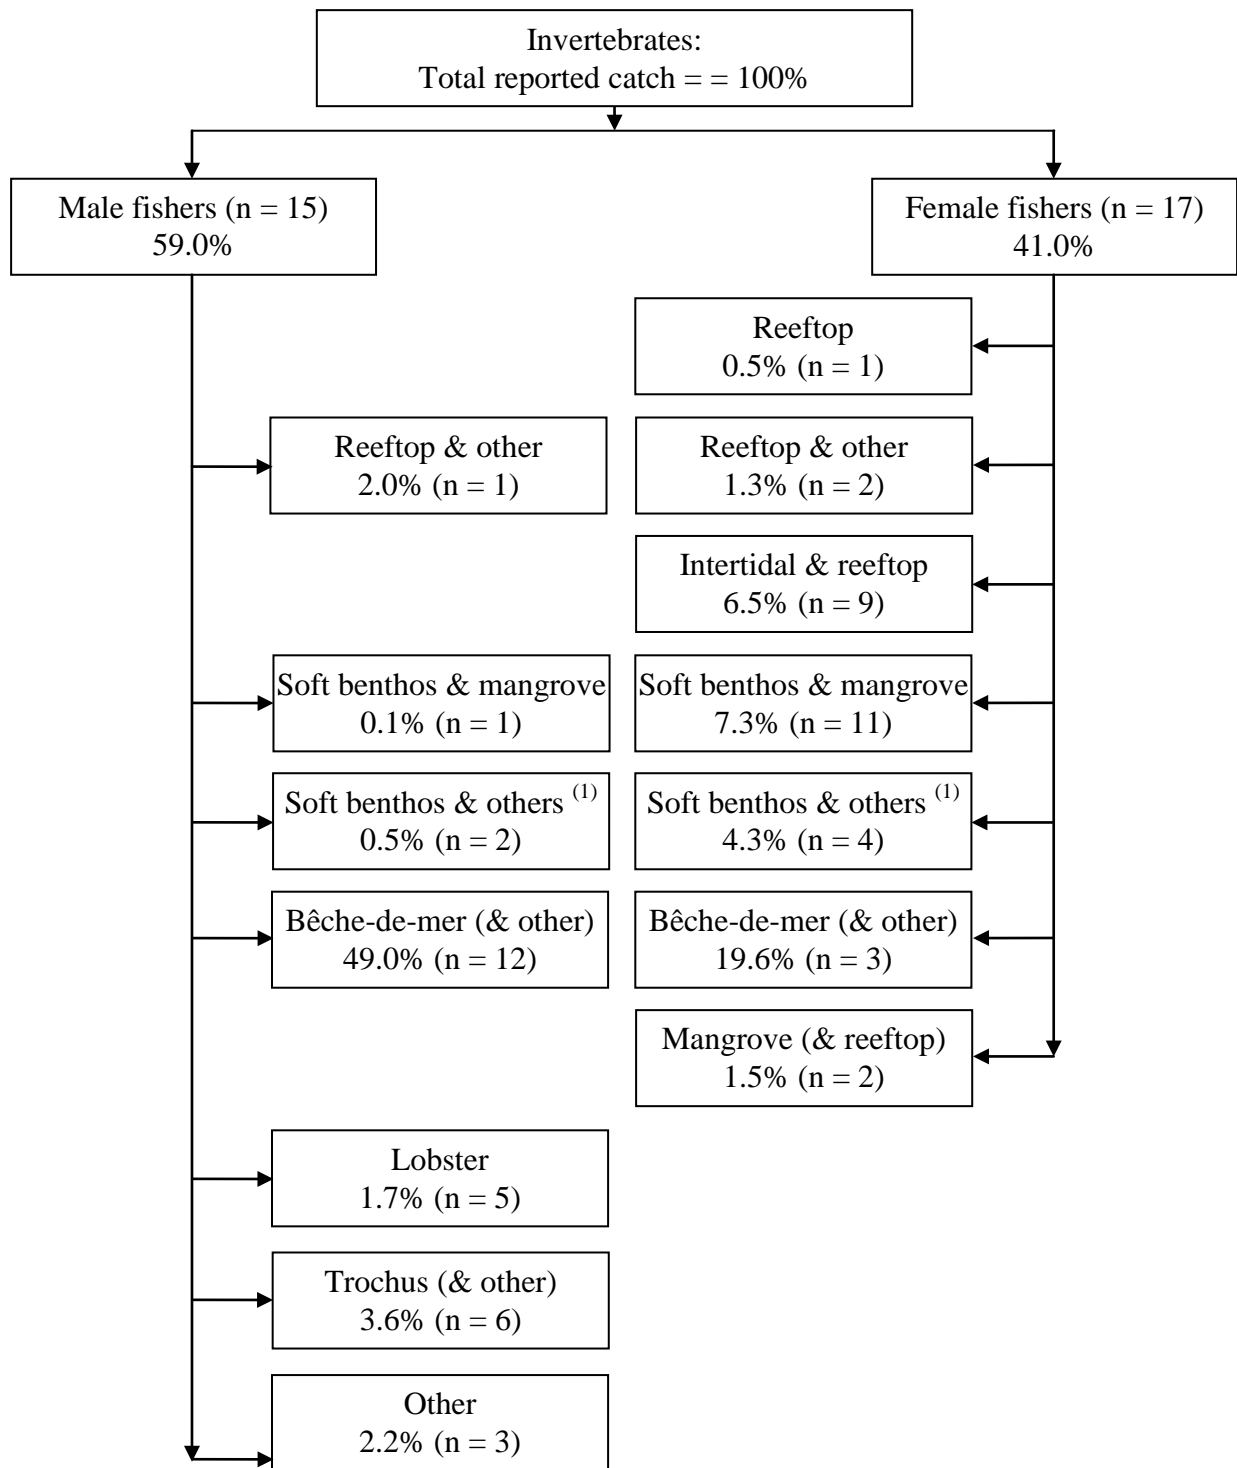 Invertebrates:
Total reported catch = = 100%
Male fishers (n = 15)
59.0%
Female fishers (n = 17)
41.0%
Reeftop
0.5% (n = 1)
Reeftop & other
2.0% (n = 1)
Reeftop & other
1.3% (n = 2)
Intertidal & reeftop
6.5% (n = 9)
Soft benthos & mangrove
0.1% (n = 1)
Soft benthos & mangrove
7.3% (n = 11)
Soft benthos & others (1)
0.5% (n = 2)
Soft benthos & others (1)
4.3% (n = 4)
Bêche-de-mer (& other)
49.0% (n = 12)
Bêche-de-mer (& other)
19.6% (n = 3)
Mangrove (& reeftop)
1.5% (n = 2)
Lobster
1.7% (n = 5)
Trochus (& other)
3.6% (n = 6)
Other
2.2% (n = 3)